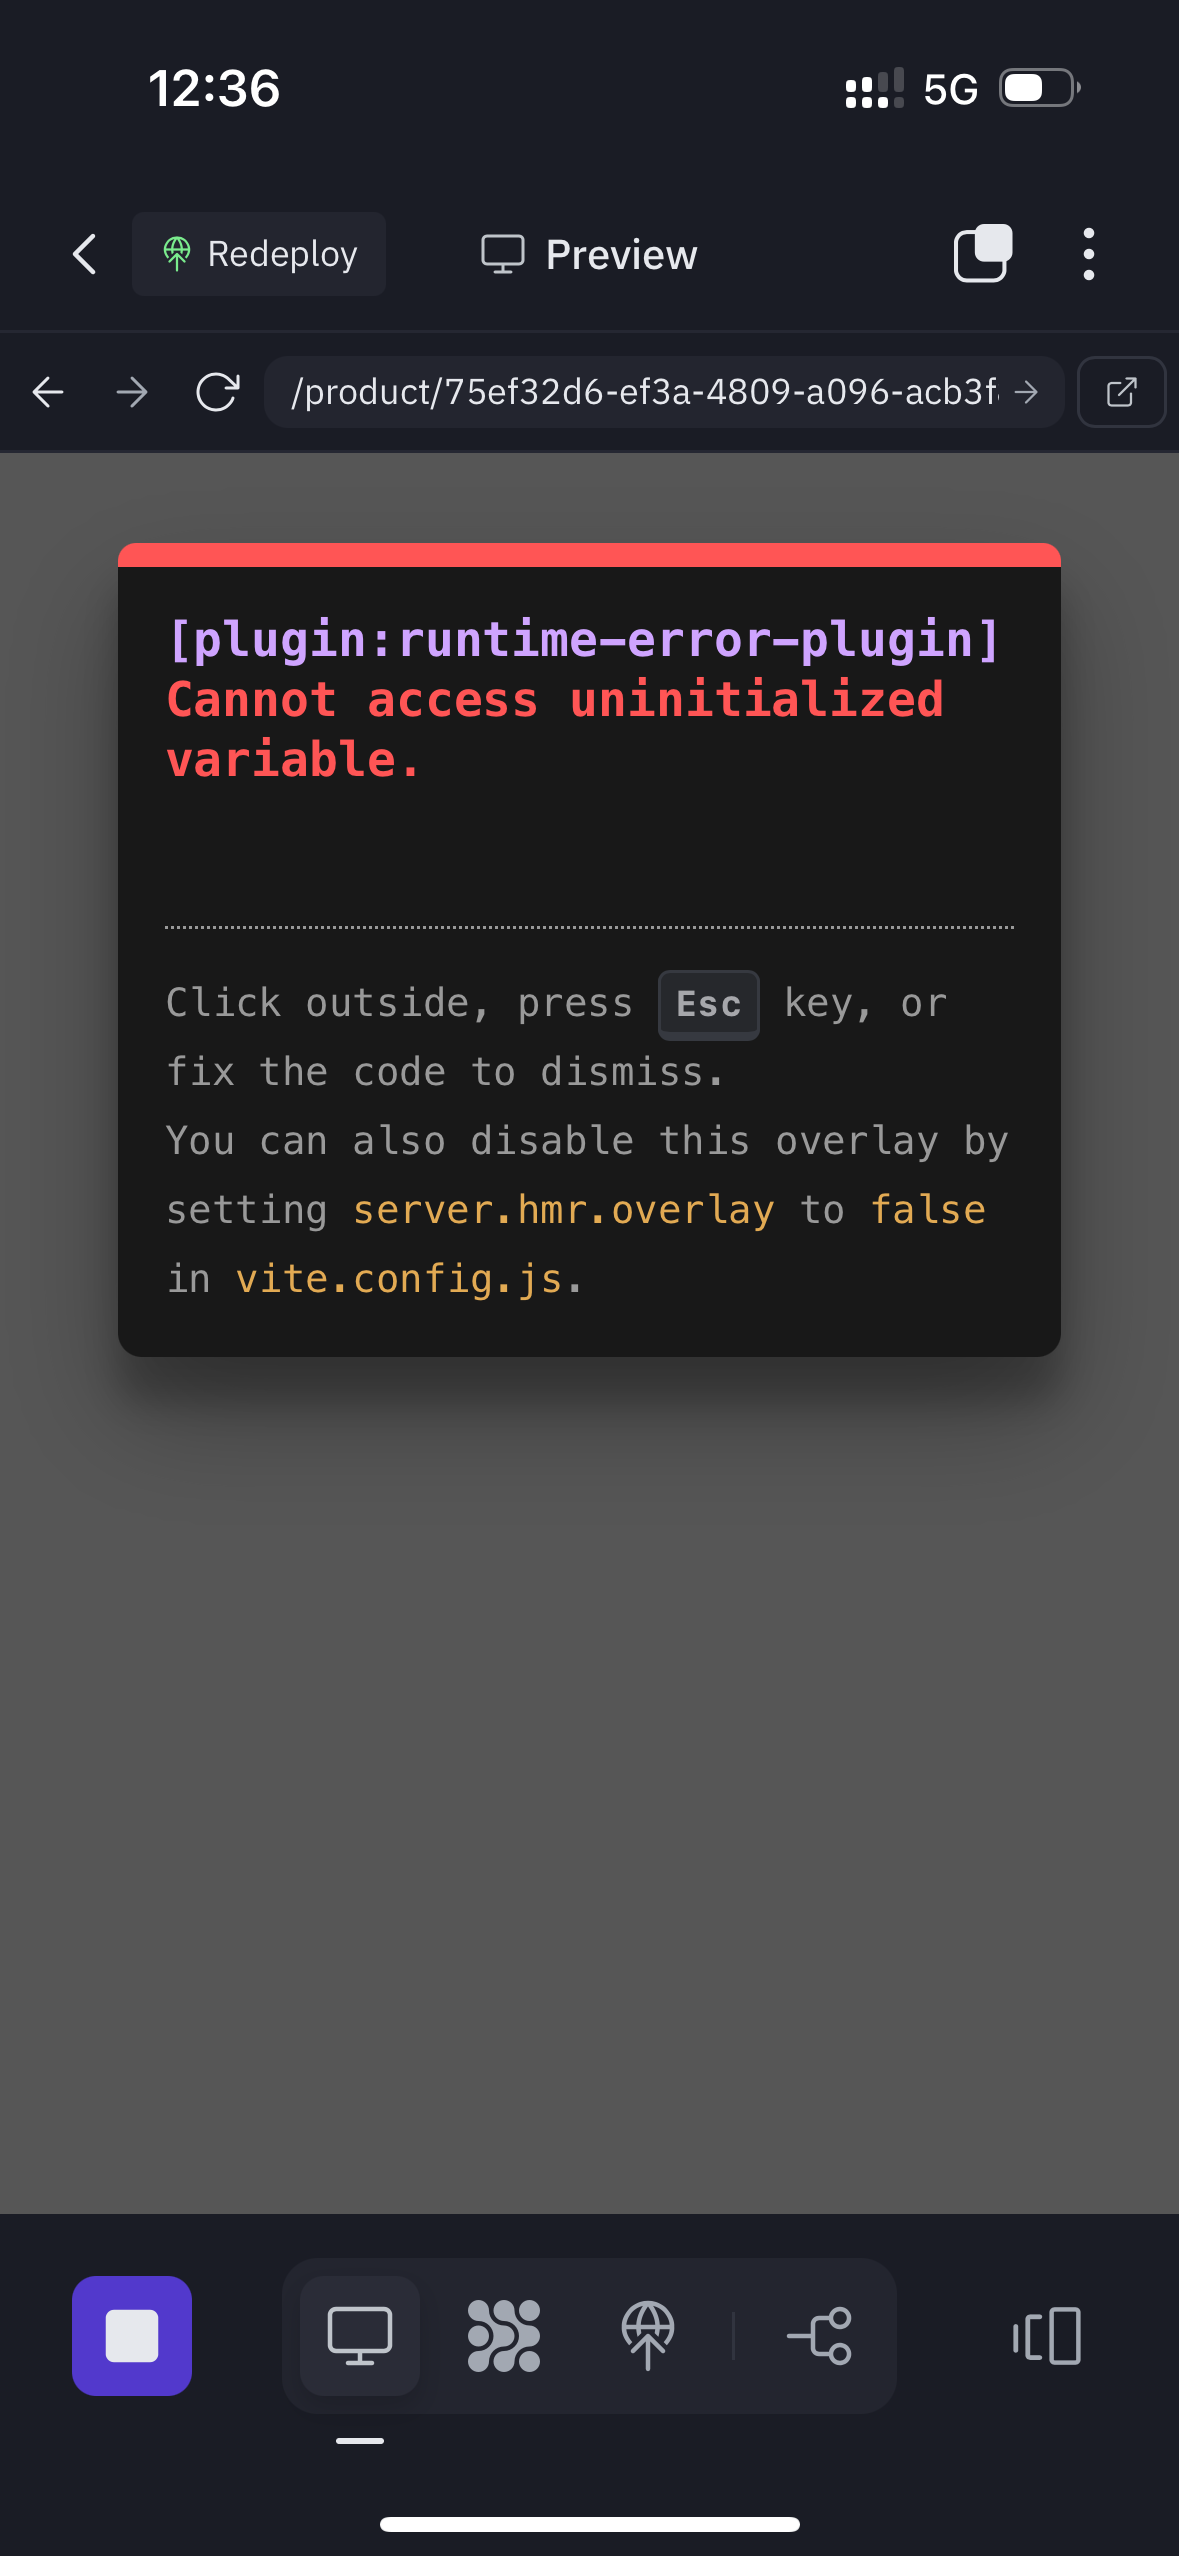 12:36
5G
Redeploy
Preview
/product/75ef32d6-ef3a-4809-a096-acb3f
[plugin:runtime-error-plugin]
Cannot access uninitialized
variable.
Click outside, press Esc key, or
fix the code to dismiss.
You can also disable this overlay by
setting server.hmr.overlay to false
in vite.config.js.